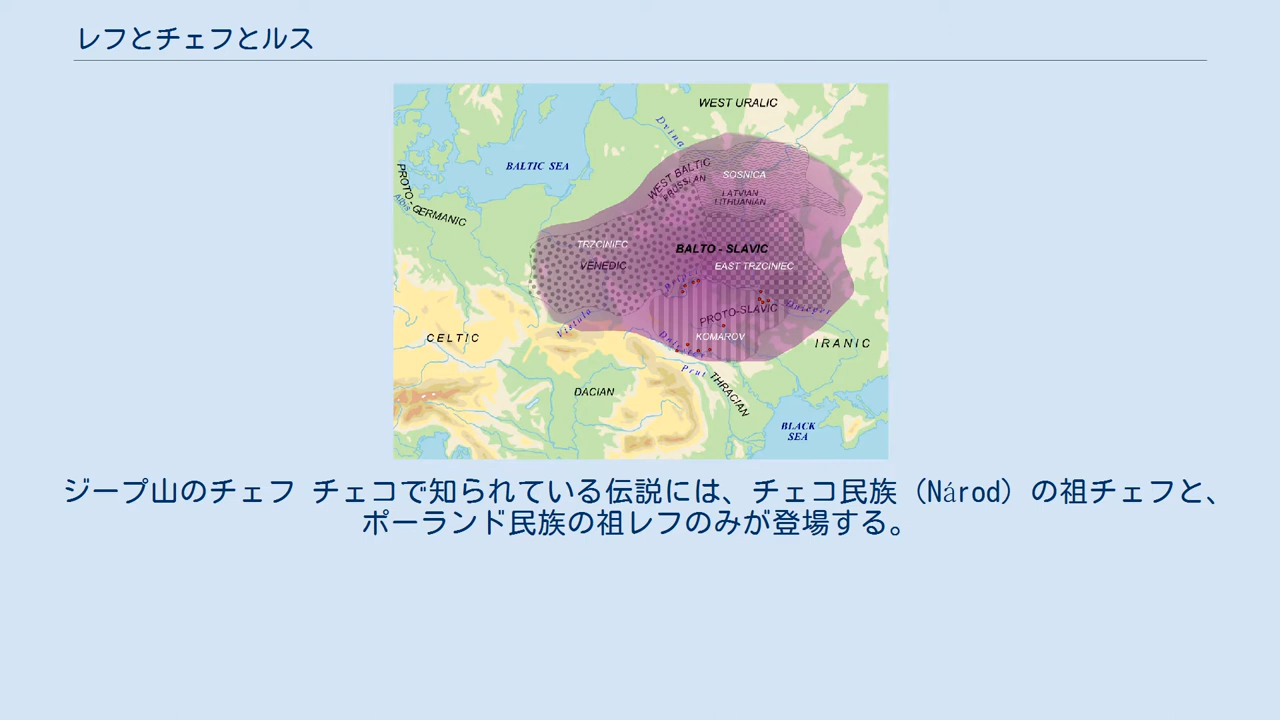 レフとチェフとルス
WEST URALIC
Dvina
BALTIC SEA
WEST BALTIC
PRUSSIAN
SOSNICA
LATVIAN
LITHUANIAN
PROTO-GERMANIC
Albis
TRZCINIEC
VENEDIC
BALTO - SLAVIC
EAST TRZCINIEC
PROTO-SLAVIC
KOMAROV
Vistula
Prut
CELTIC
IRANIC
DACIAN
THRACIAN
BLACK
SEA
ジープ山のチェフ チェコで知られている伝説には、チェコ民族（Národ）の祖チェフと、
ポーランド民族の祖レフのみが登場する。